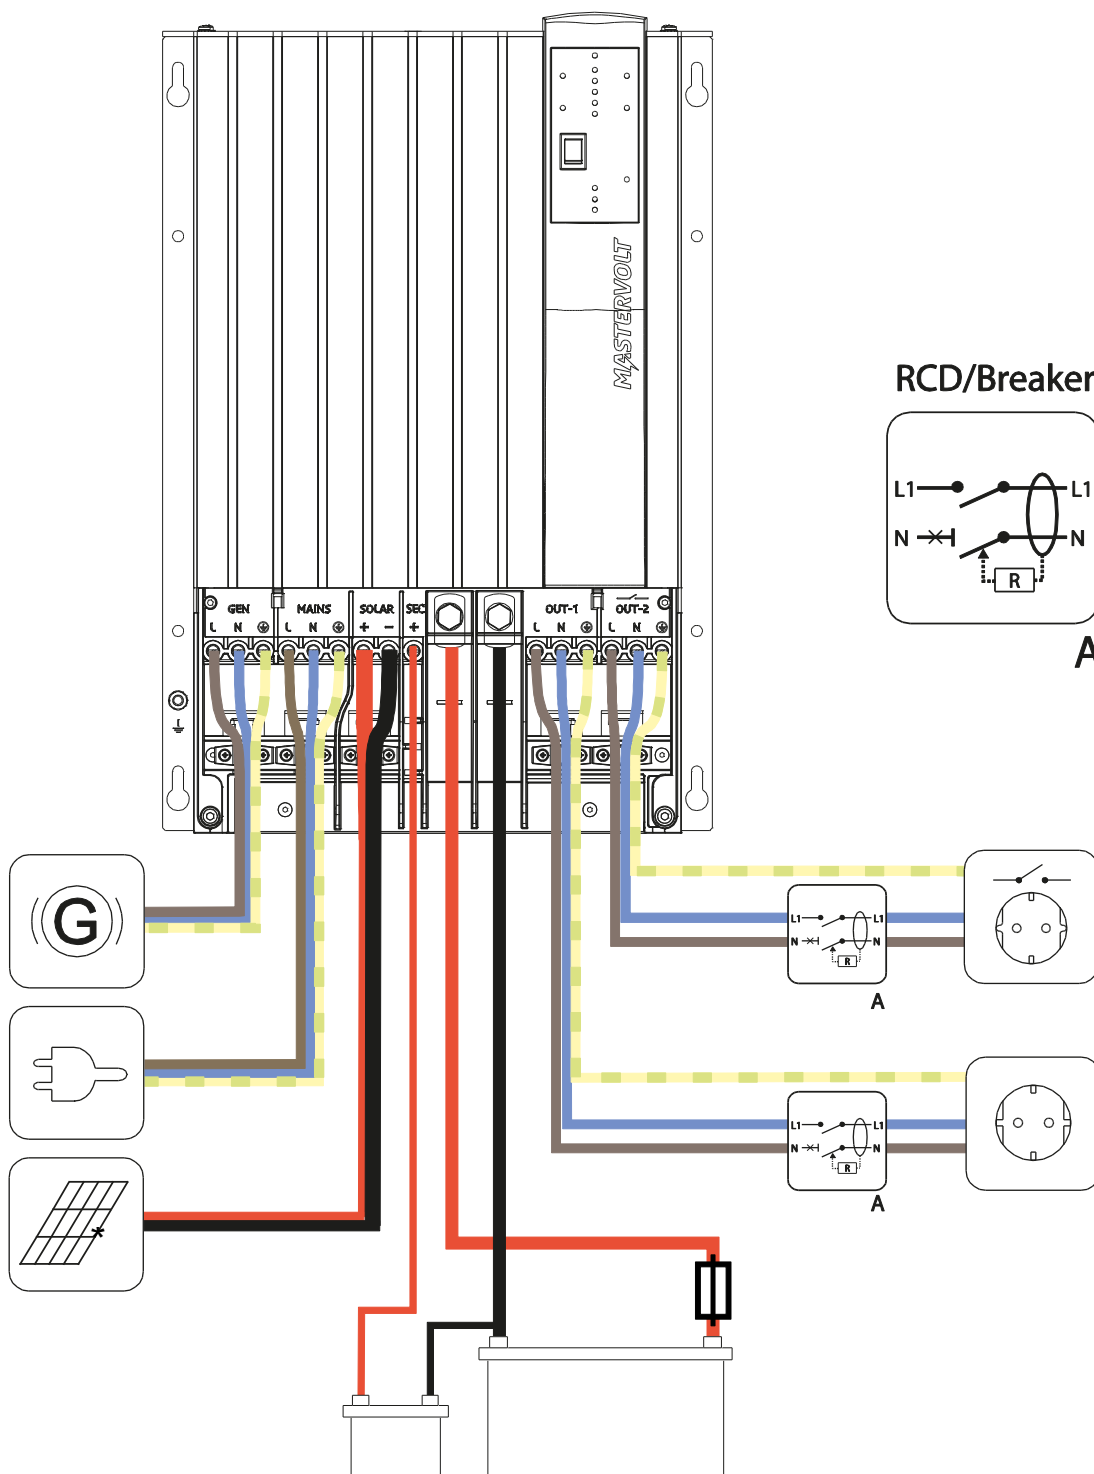 MASTERVOLT
RCD/Breaker
L1 L1
N N
R
A
GEN MAINS SOLAR SEC OUT-1 OUT-2
L N L N + − + L N L N
G
L1 L1
N N
R
A
L1 L1
N N
R
A
*